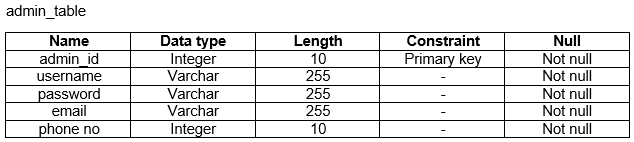 admin_table
Name Data type Length Constraint Null
admin_id Integer 10 Primary key Not null
username Varchar 255 - Not null
password Varchar 255 - Not null
email Varchar 255 - Not null
phone no Integer 10 - Not null